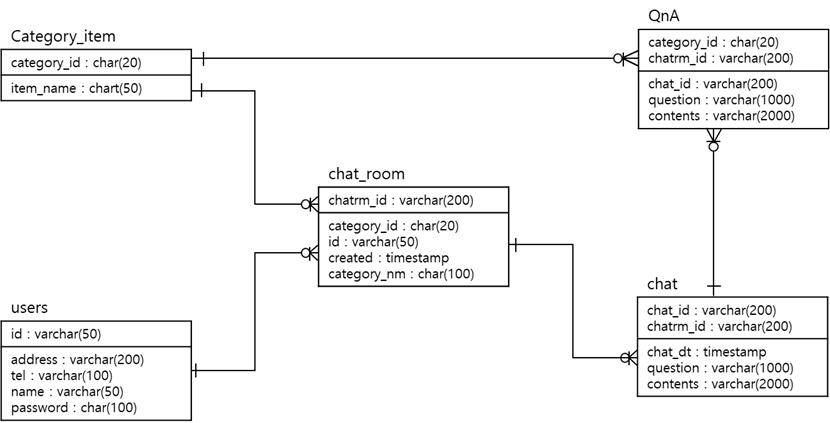 Category_item
category_id : char(20)
item_name : chart(50)
QnA
category_id : char(20)
chatrm_id : varchar(200)
chat_id : varchar(200)
question : varchar(1000)
contents : varchar(2000)
chat_room
chatrm_id : varchar(200)
category_id : char(20)
id : varchar(50)
created : timestamp
category_nm : char(100)
users
id : varchar(50)
address : varchar(200)
tel : varchar(100)
name : varchar(50)
password : char(100)
chat
chat_id : varchar(200)
chatrm_id : varchar(200)
chat_dt : timestamp
question : varchar(1000)
contents : varchar(2000)